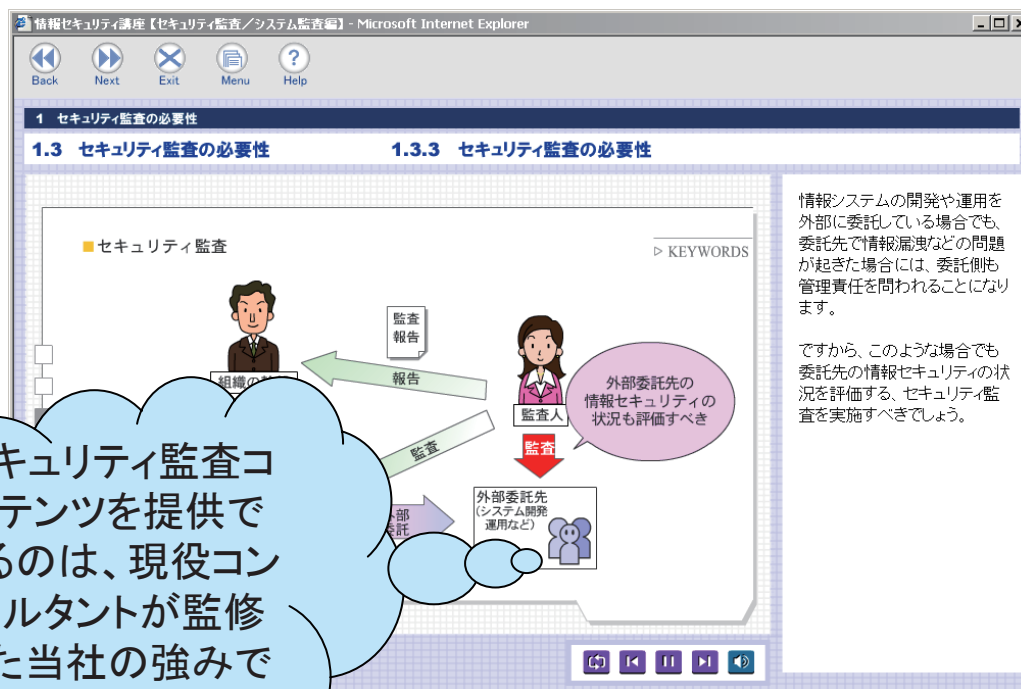 情報セキュリティ講座【セキュリティ監査／システム監査編】- Microsoft Internet Explorer
Back Next Exit Menu Help
1 セキュリティ監査の必要性
1.3 セキュリティ監査の必要性 1.3.3 セキュリティ監査の必要性
■セキュリティ監査
▷ KEYWORDS
監査
報告
報告
組織の
監査人
外部委託先の
情報セキュリティの
状況も評価すべき
監査
監査
部
委託
外部委託先
(システム開発
運用など)
キュリティ監査コ
テンツを提供で
るのは、現役コン
ルタントが監修
た当社の強みで
情報システムの開発や運用を
外部に委託している場合でも、
委託先で情報漏洩などの問題
が起きた場合には、委託側も
管理責任を問われることになり
ます。
ですから、このような場合でも
委託先の情報セキュリティの状
況を評価する、セキュリティ監
査を実施すべきでしょう。